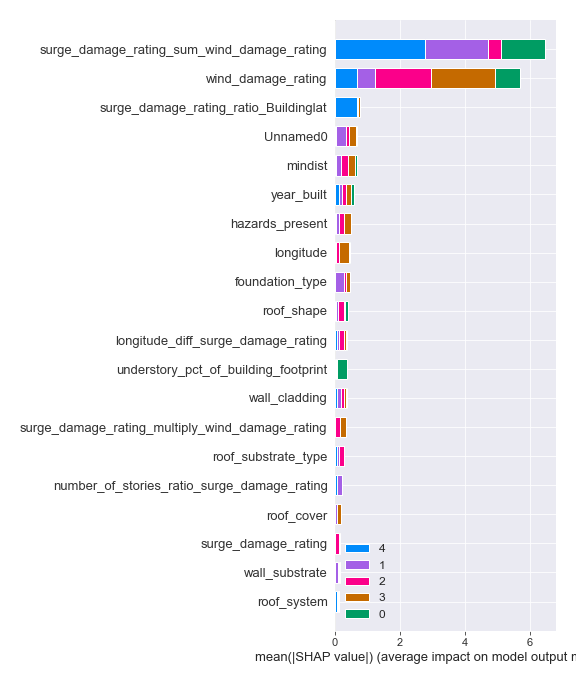 surge_damage_rating_sum_wind_damage_rating
wind_damage_rating
surge_damage_rating_ratio_Buildinglat
Unnamed0
mindist
year_built
hazards_present
longitude
foundation_type
roof_shape
longitude_diff_surge_damage_rating
understory_pct_of_building_footprint
wall_cladding
surge_damage_rating_multiply_wind_damage_rating
roof_substrate_type
number_of_stories_ratio_surge_damage_rating
roof_cover
surge_damage_rating
wall_substrate
roof_system
4
1
2
3
0
0 2 4 6
mean(|SHAP value|) (average impact on model output m